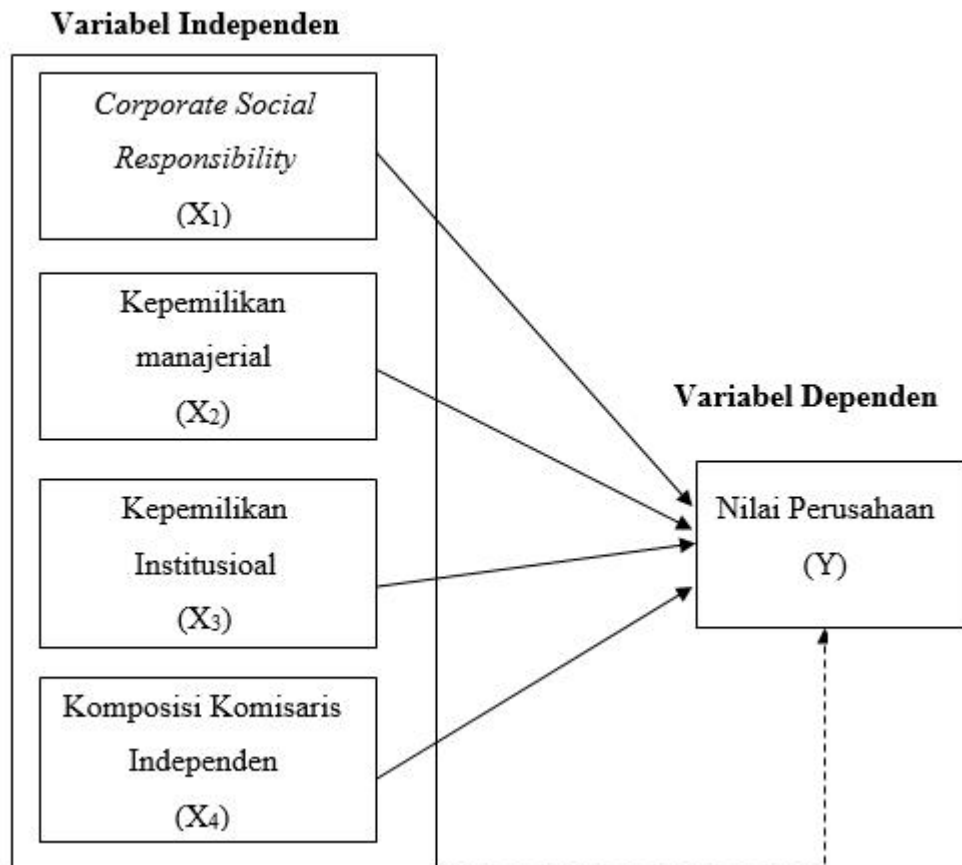 Variabel Independen
Corporate Social
Responsibility
(X₁)
Kepemilikan
manajerial
(X₂)
Variabel Dependen
Kepemilikan
Institusioal
(X₃)
Nilai Perusahaan
(Y)
Komposisi Komisaris
Independen
(X₄)